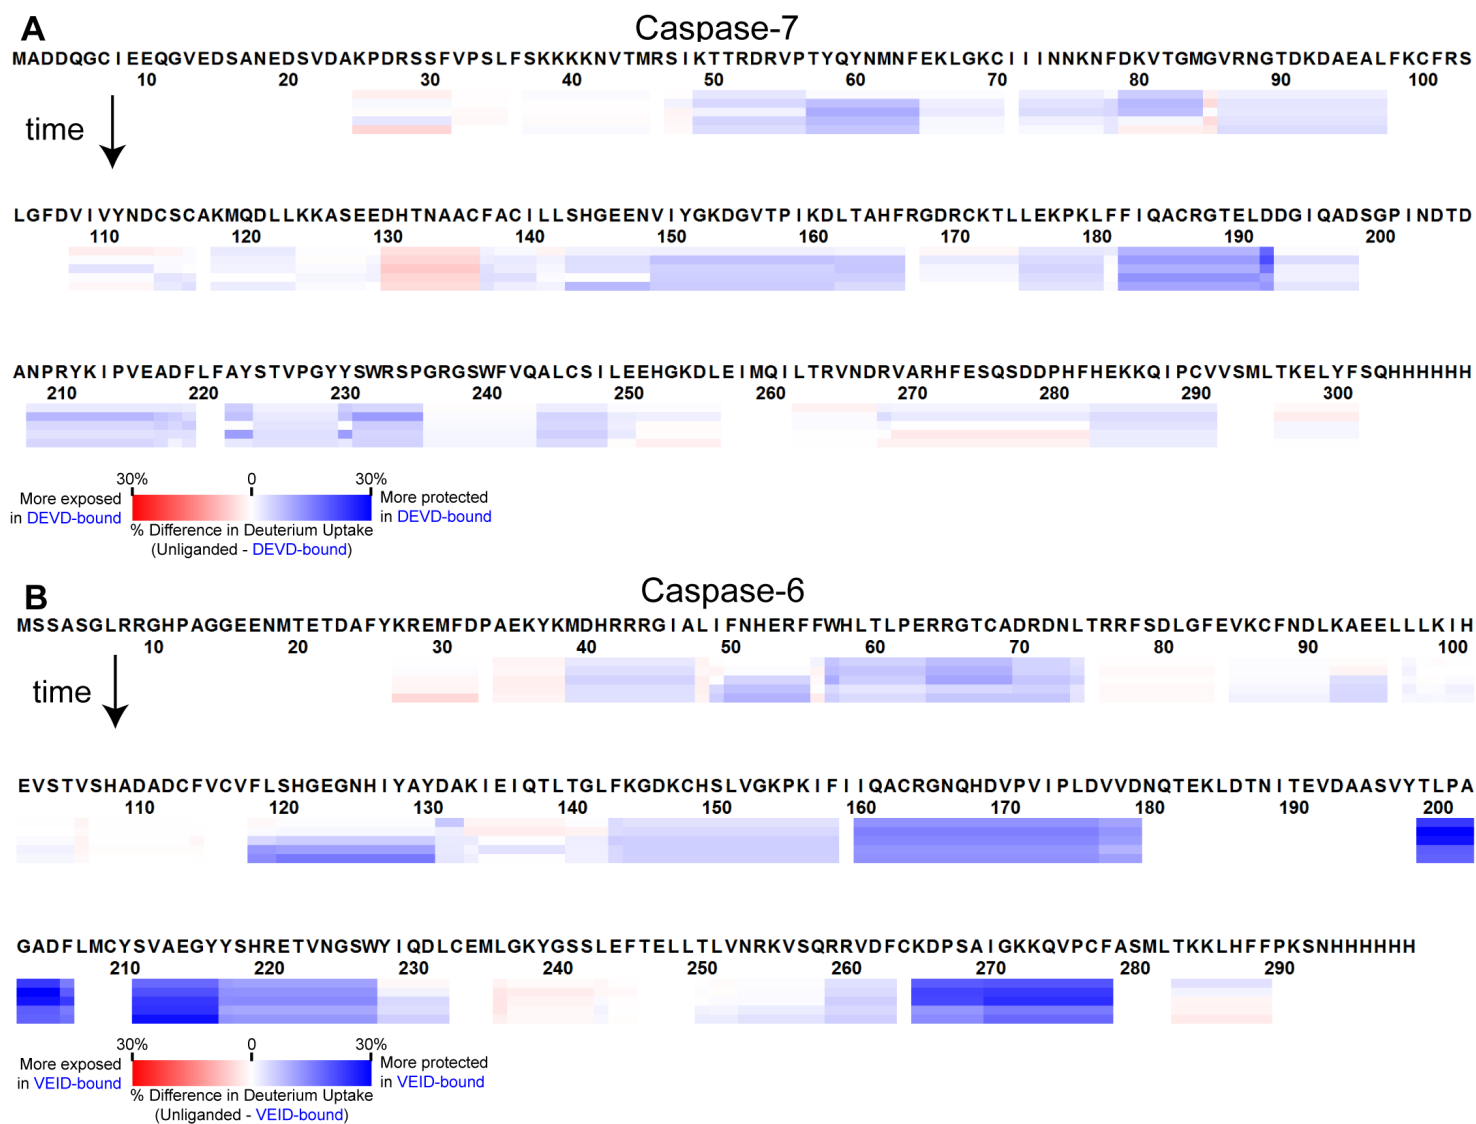 A
Caspase-7
MADDQGCIEEQGVEDSANEDSVDAKPDRSSFVPSLFSKKKKNVTMRSIKTTRDRVPTYQYNMNFEKLGKCIIINNKNFDKVTGMGVRNGTDKDAEALFKCFRS
10 20 30 40 50 60 70 80 90 100
time
LGFDVIVYNDCSCAKMQDLLKKASEEDHTNAACFACILLSHGEENVIYGKDGVTPIKDLTAHFRGDRCKTLLEKPKLFFIQACRGTELDDGIQADSGPINDTD
110 120 130 140 150 160 170 180 190 200
ANPRYKIPVEADFLFAYSTVPGYYSWRSPGRGSWFVQALCSILEEHGKDLEIMQILTRVNDRVARHFESQSDDPHFHEKKQIPCVVSMLTKELYFSQHHHHHH
210 220 230 240 250 260 270 280 290 300
30% 0 30%
More exposed
in DEVD-bound
More protected
in DEVD-bound
% Difference in Deuterium Uptake
(Unliganded - DEVD-bound)
B
Caspase-6
MSSASGLRRGHPAGGEENMTETDAFYKREMFDPAEKYKMDHRRRGIALIFNHERFFWHLTLPERRGTCADRDNLTRRFSDLGFEVKCFNDLKAEELLLKIH
10 20 30 40 50 60 70 80 90 100
time
EVSTVSHADADCFVCVFLSHGEGNHIYAYDAKIEIQTLTGLFKGDKCHSLVGKPKIFIIQACRGNQHDVPVIPLDVVDNQTEKLDTNITEVDAASVYTLPA
110 120 130 140 150 160 170 180 190 200
GADFLMCYSVAEGYYSHRETVNGSWYIQDLCEMLGKYGSSLEFTELLTLVNRKVSQRRVDFCKDPSAIGKKQVPCFASMLTKKLHFFPKSNHHHHHH
210 220 230 240 250 260 270 280 290
30% 0 30%
More exposed
in VEID-bound
More protected
in VEID-bound
% Difference in Deuterium Uptake
(Unliganded - VEID-bound)